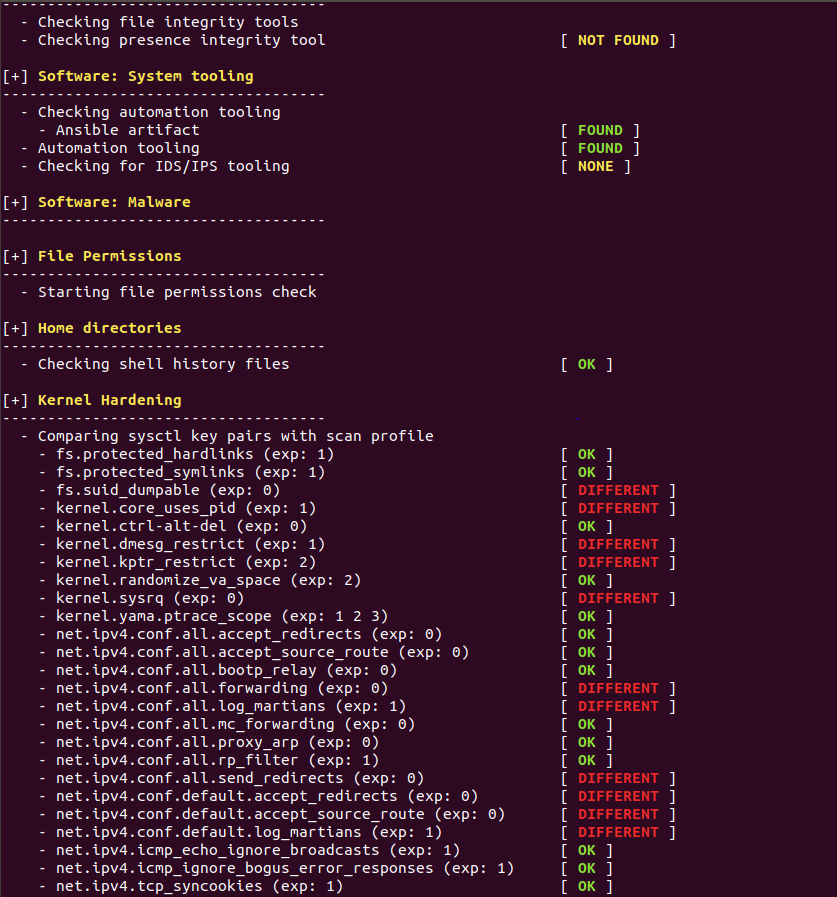 ------------------------------------
  - Checking file integrity tools
  - Checking presence integrity tool                          [ NOT FOUND ]

[+] Software: System tooling
------------------------------------
  - Checking automation tooling
    - Ansible artifact                                        [ FOUND ]
  - Automation tooling                                        [ FOUND ]
  - Checking for IDS/IPS tooling                              [ NONE ]

[+] Software: Malware
------------------------------------

[+] File Permissions
------------------------------------
  - Starting file permissions check

[+] Home directories
------------------------------------
  - Checking shell history files                              [ OK ]

[+] Kernel Hardening
------------------------------------
  - Comparing sysctl key pairs with scan profile
    - fs.protected_hardlinks (exp: 1)                         [ OK ]
    - fs.protected_symlinks (exp: 1)                          [ OK ]
    - fs.suid_dumpable (exp: 0)                               [ DIFFERENT ]
    - kernel.core_uses_pid (exp: 1)                           [ DIFFERENT ]
    - kernel.ctrl-alt-del (exp: 0)                            [ OK ]
    - kernel.dmesg_restrict (exp: 1)                          [ DIFFERENT ]
    - kernel.kptr_restrict (exp: 2)                           [ DIFFERENT ]
    - kernel.randomize_va_space (exp: 2)                      [ OK ]
    - kernel.sysrq (exp: 0)                                   [ DIFFERENT ]
    - kernel.yama.ptrace_scope (exp: 1 2 3)                   [ OK ]
    - net.ipv4.conf.all.accept_redirects (exp: 0)             [ OK ]
    - net.ipv4.conf.all.accept_source_route (exp: 0)          [ OK ]
    - net.ipv4.conf.all.bootp_relay (exp: 0)                  [ OK ]
    - net.ipv4.conf.all.forwarding (exp: 0)                   [ DIFFERENT ]
    - net.ipv4.conf.all.log_martians (exp: 1)                 [ DIFFERENT ]
    - net.ipv4.conf.all.mc_forwarding (exp: 0)                [ OK ]
    - net.ipv4.conf.all.proxy_arp (exp: 0)                    [ OK ]
    - net.ipv4.conf.all.rp_filter (exp: 1)                    [ OK ]
    - net.ipv4.conf.all.send_redirects (exp: 0)               [ DIFFERENT ]
    - net.ipv4.conf.default.accept_redirects (exp: 0)         [ DIFFERENT ]
    - net.ipv4.conf.default.accept_source_route (exp: 0)      [ DIFFERENT ]
    - net.ipv4.conf.default.log_martians (exp: 1)             [ DIFFERENT ]
    - net.ipv4.icmp_echo_ignore_broadcasts (exp: 1)           [ OK ]
    - net.ipv4.icmp_ignore_bogus_error_responses (exp: 1)     [ OK ]
    - net.ipv4.tcp_syncookies (exp: 1)                        [ OK ]